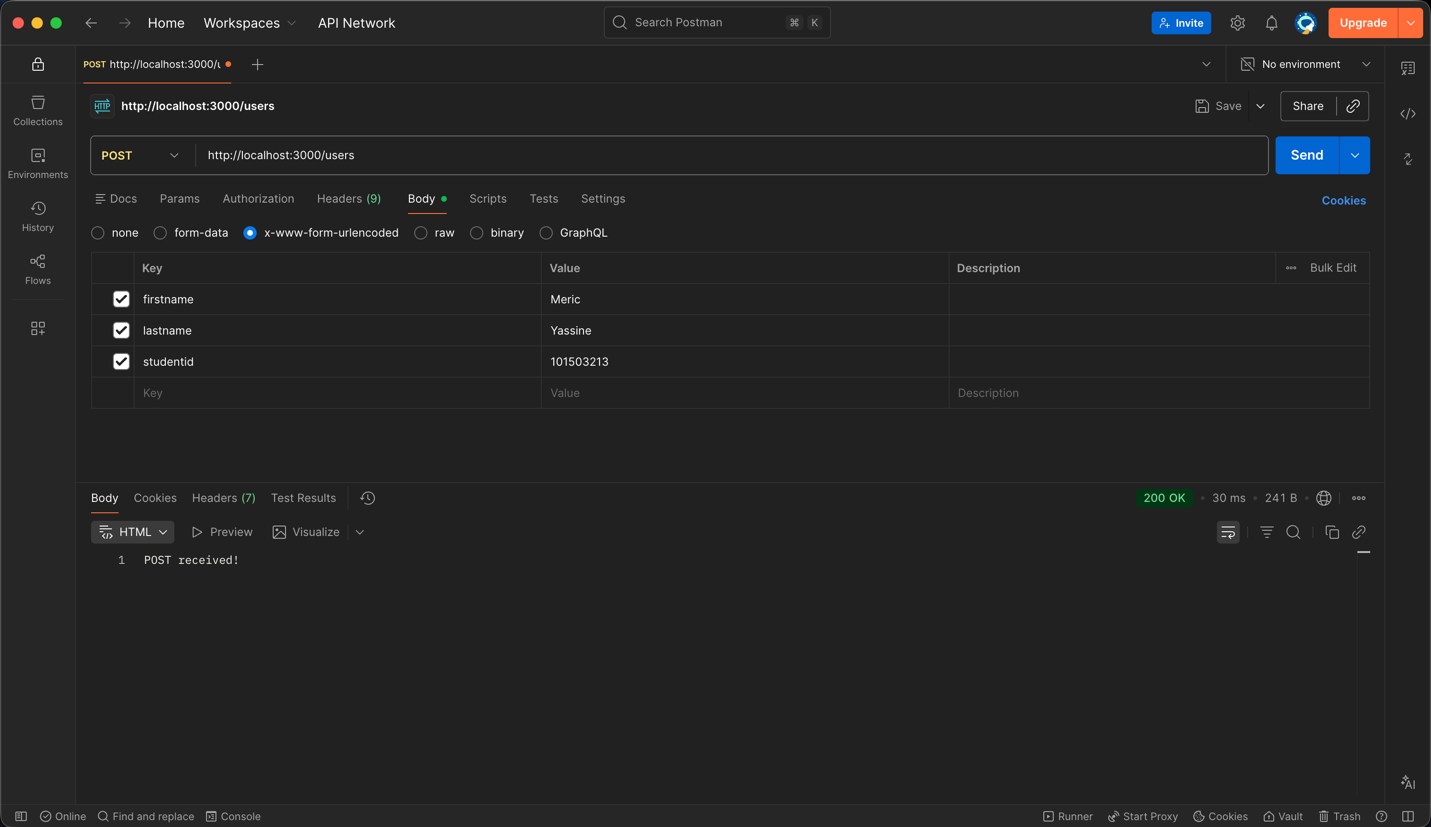 Home Workspaces API Network Search Postman ⌘ K Invite Upgrade
POST http://localhost:3000/u No environment
HTTP http://localhost:3000/users Save Share
POST http://localhost:3000/users Send
Docs Params Authorization Headers (9) Body Scripts Tests Settings Cookies
none form-data x-www-form-urlencoded raw binary GraphQL
Key Value Description Bulk Edit
firstname Meric
lastname Yassine
studentid 101503213
Key Value Description
Collections
Environments
History
Flows
Body Cookies Headers (7) Test Results 200 OK • 30 ms • 241 B •
HTML Preview Visualize
1 POST received!
AI
Online Find and replace Console Runner Start Proxy Cookies Vault Trash